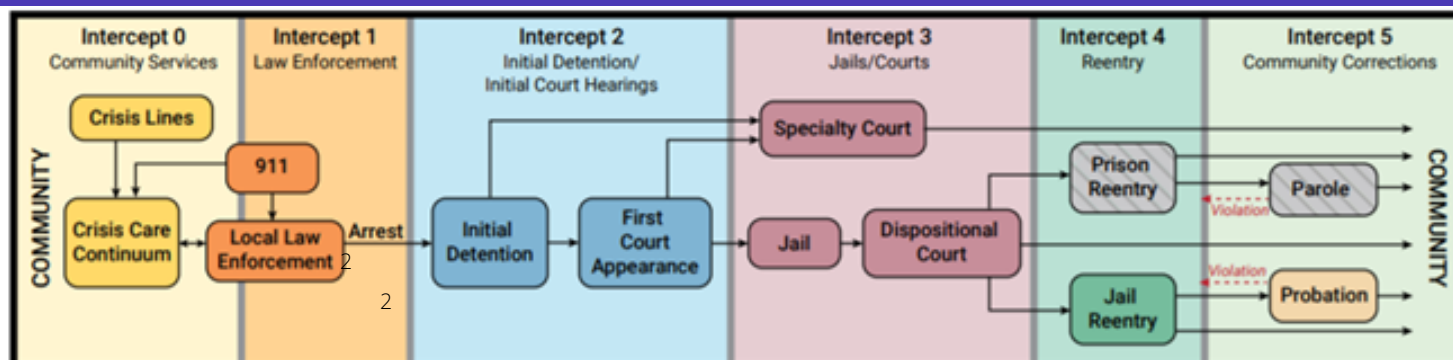 Intercept 0
Community Services
Intercept 1
Law Enforcement
Intercept 2
Initial Detention/
Initial Court Hearings
Intercept 3
Jails/Courts
Intercept 4
Reentry
Intercept 5
Community Corrections
COMMUNITY
Crisis Lines
911
Crisis Care
Continuum
Local Law
Enforcement
2
Arrest
2
Initial
Detention
First
Court
Appearance
Specialty Court
Jail
Dispositional
Court
Prison
Reentry
Parole
Violation
Jail
Reentry
Violation
Probation
COMMUNITY